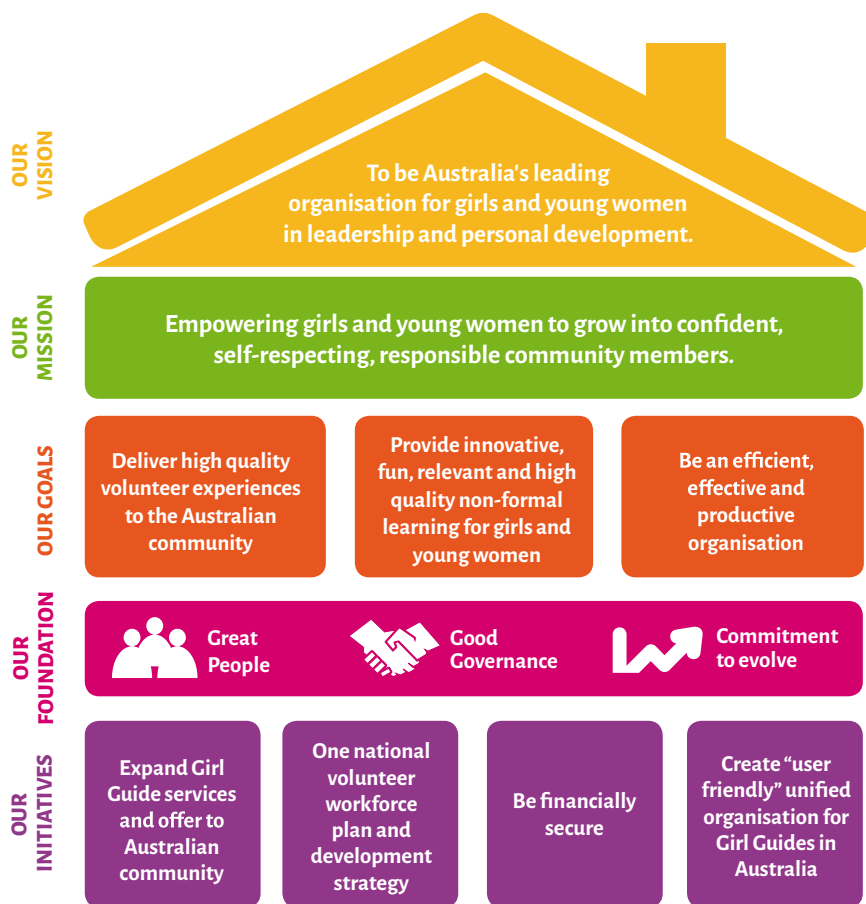 OUR
VISION
To be Australia's leading
organisation for girls and young women
in leadership and personal development.
OUR
MISSION
Empowering girls and young women to grow into confident,
self-respecting, responsible community members.
OUR GOALS
Deliver high quality
volunteer experiences
to the Australian
community
Provide innovative,
fun, relevant and high
quality non-formal
learning for girls and
young women
Be an efficient,
effective and
productive
organisation
OUR
FOUNDATION
Great
People
Good
Governance
Commitment
to evolve
OUR
INITIATIVES
Expand Girl
Guide services
and offer to
Australian
community
One national
volunteer
workforce
plan and
development
strategy
Be financially
secure
Create “user
friendly” unified
organisation for
Girl Guides in
Australia